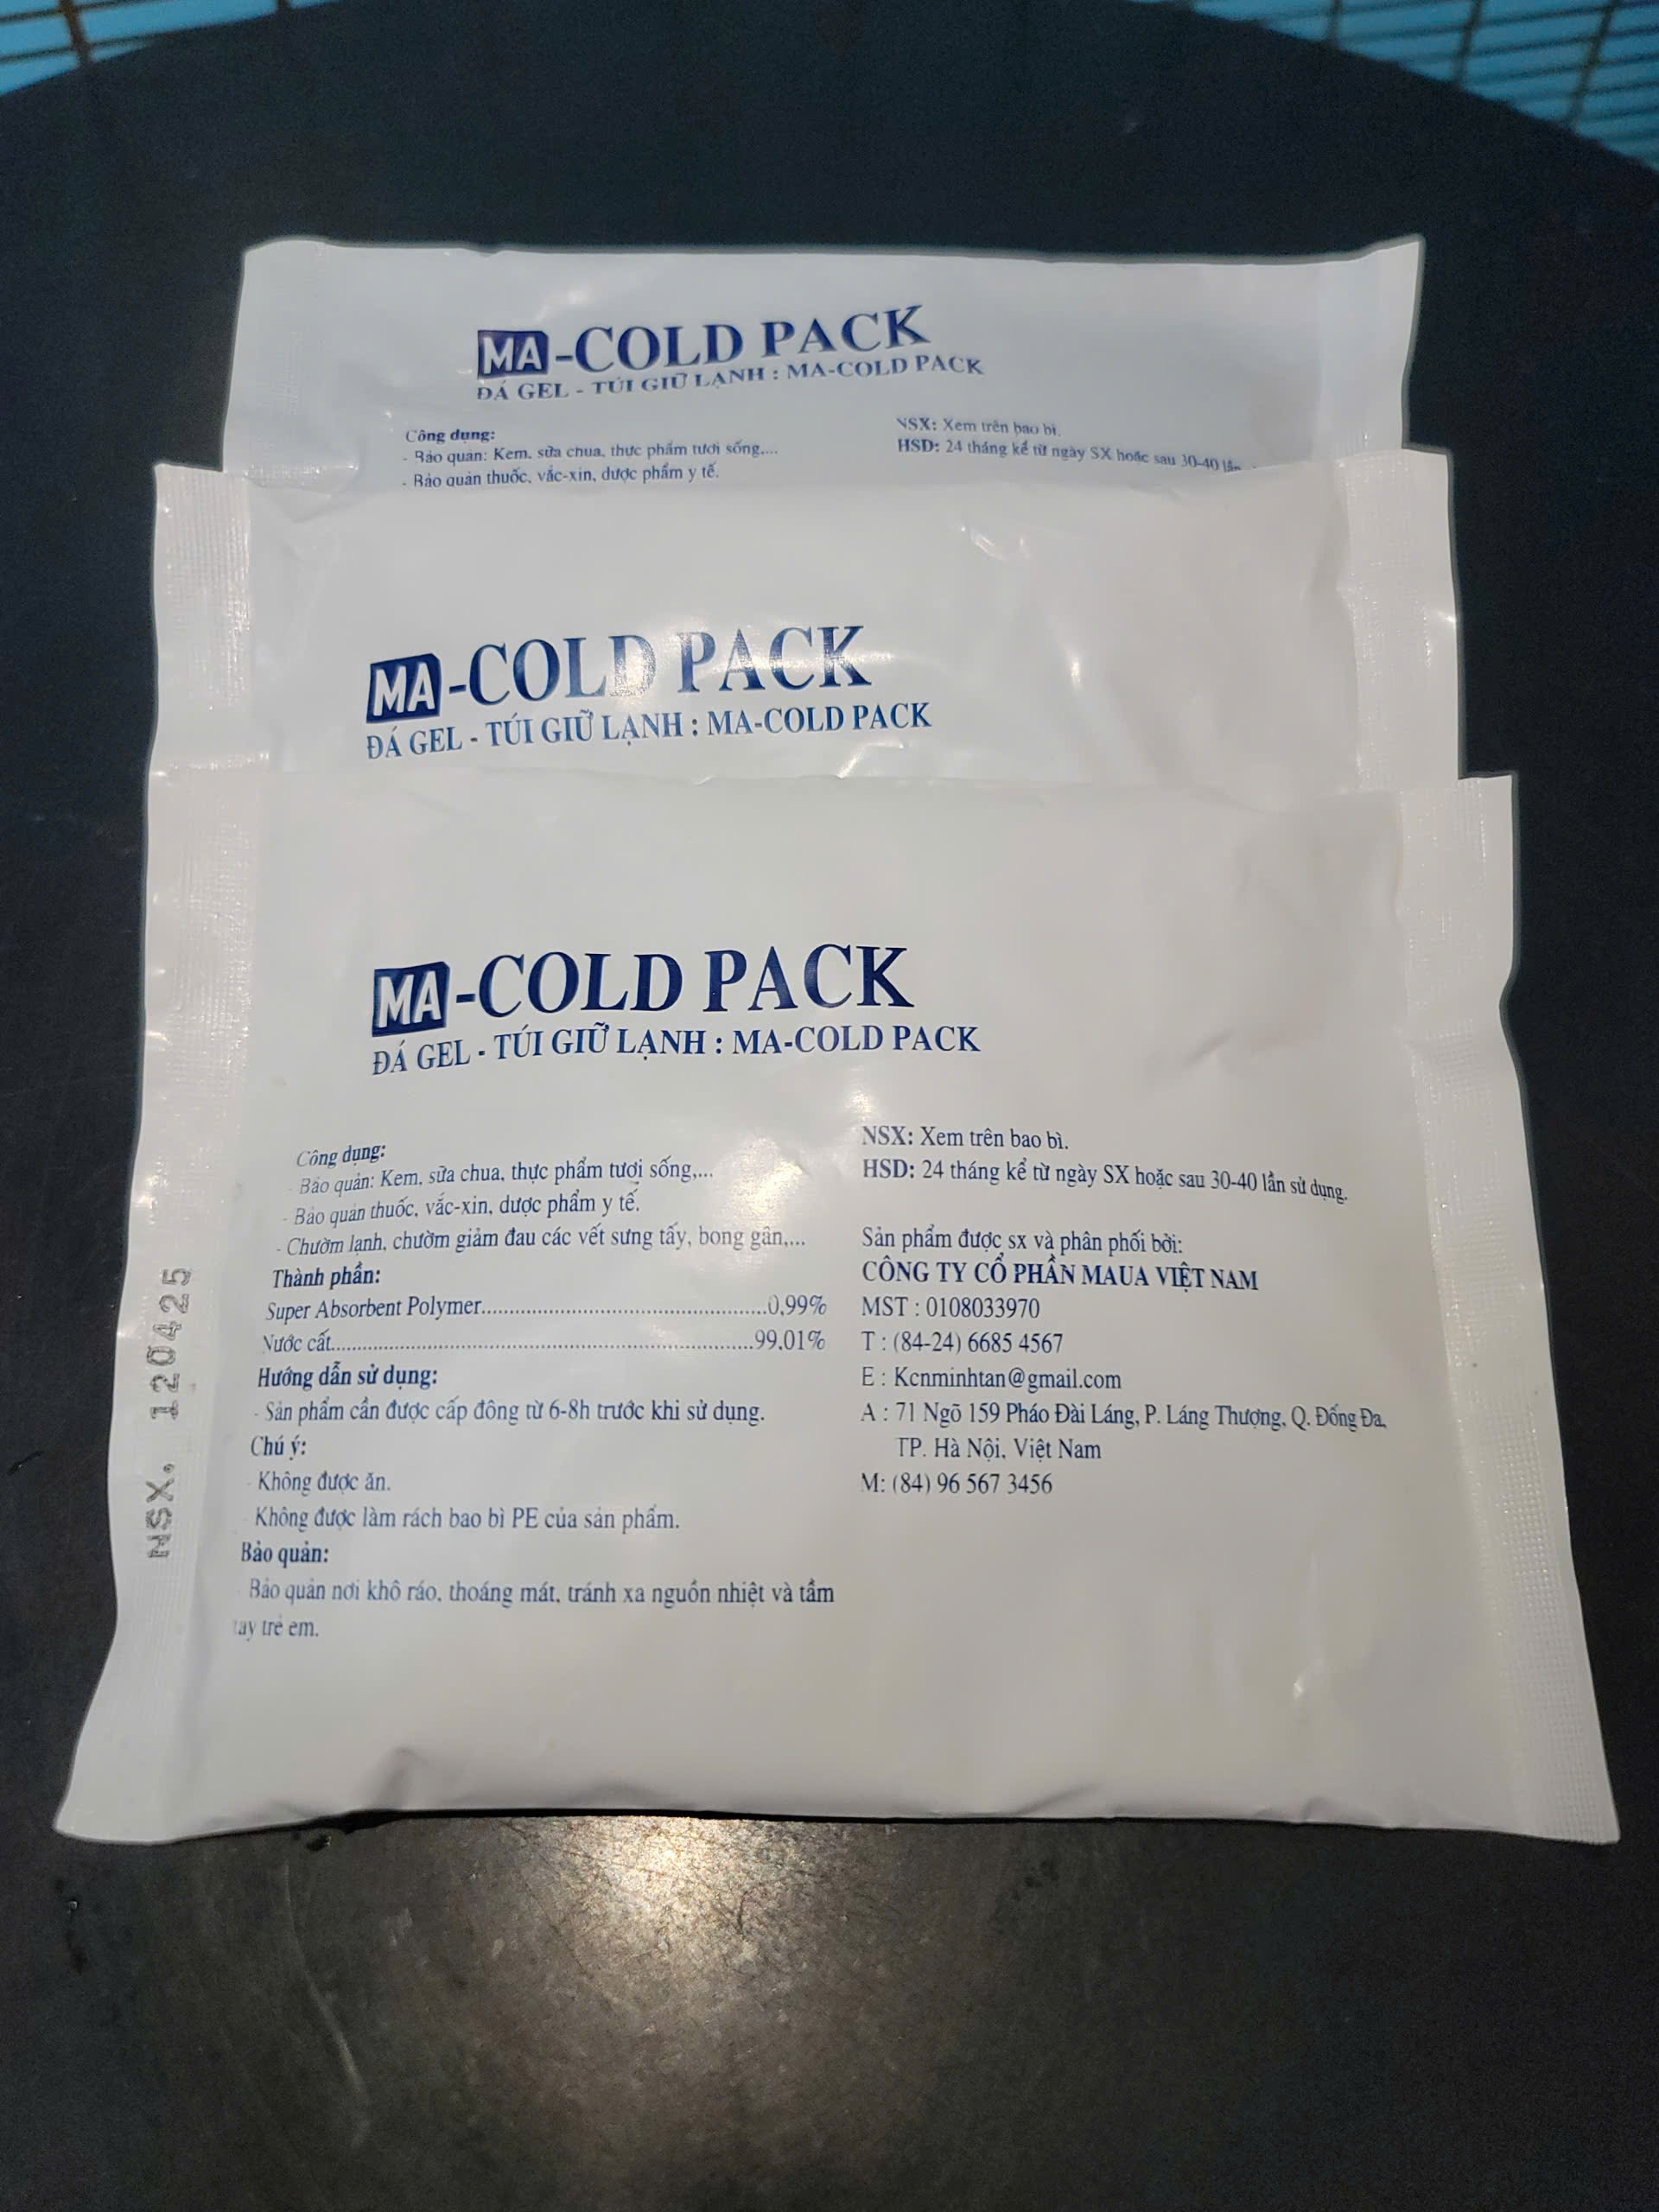 MA-COLD PACK
ĐÁ GEL - TÚI GIỮ LẠNH : MA-COLD PACK
Công dụng:
- Bảo quản: Kem, sữa chua, thực phẩm tươi sống,...
- Bảo quản thuốc, vắc-xin, dược phẩm y tế.
NSX: Xem trên bao bì.
HSD: 24 tháng kể từ ngày SX hoặc sau 30-40 lần
MA-COLD PACK
ĐÁ GEL - TÚI GIỮ LẠNH : MA-COLD PACK
MA-COLD PACK
ĐÁ GEL - TÚI GIỮ LẠNH : MA-COLD PACK
Công dụng:
- Bảo quản: Kem, sữa chua, thực phẩm tươi sống,...
- Bảo quản thuốc, vắc-xin, dược phẩm y tế.
- Chườm lạnh, chườm giảm đau các vết sưng tấy, bong gân,...
Thành phần:
Super Absorbent Polymer..........0,99%
Nước cất..........99,01%
Hướng dẫn sử dụng:
- Sản phẩm cần được cấp đông từ 6-8h trước khi sử dụng.
Chú ý:
- Không được ăn.
- Không được làm rách bao bì PE của sản phẩm.
Bảo quản:
- Bảo quản nơi khô ráo, thoáng mát, tránh xa nguồn nhiệt và tầm
tay trẻ em.
NSX: Xem trên bao bì.
HSD: 24 tháng kể từ ngày SX hoặc sau 30-40 lần sử dụng.
Sản phẩm được sx và phân phối bởi:
CÔNG TY CỔ PHẦN MAUA VIỆT NAM
MST : 0108033970
T : (84-24) 6685 4567
E : Kcnminhtan@gmail.com
A : 71 Ngõ 159 Pháo Đài Láng, P. Láng Thượng, Q. Đống Đa,
TP. Hà Nội, Việt Nam
M: (84) 96 567 3456
NSX. 120425